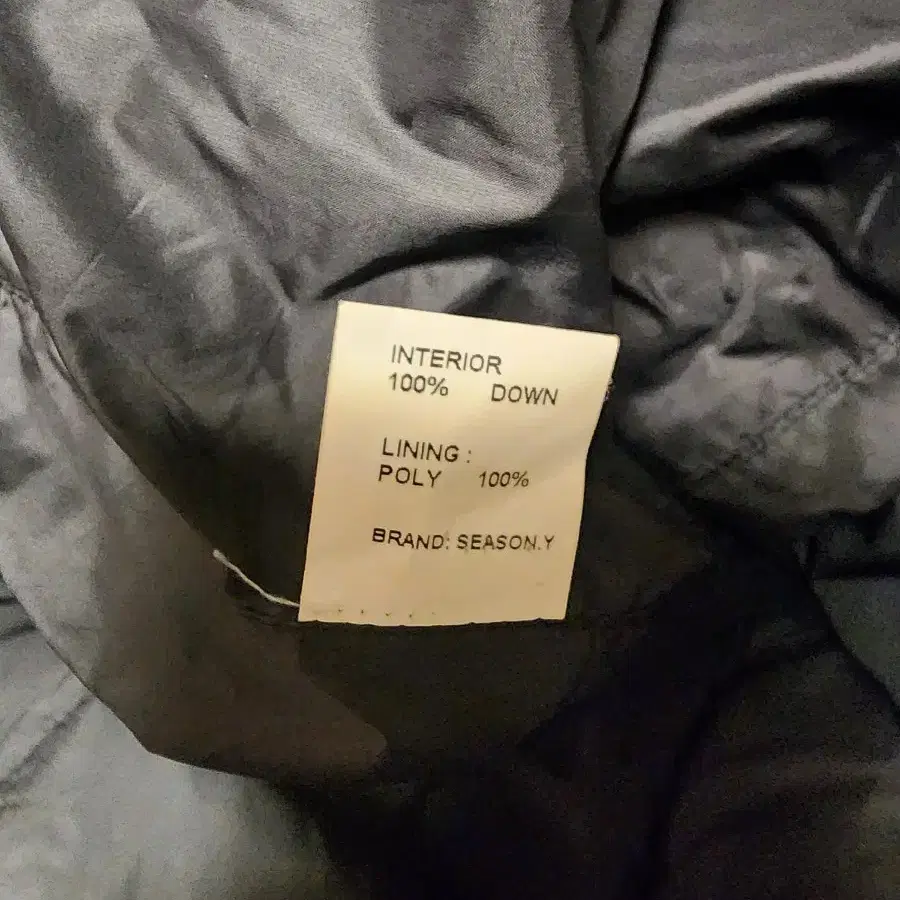 INTERIOR
100% DOWN
LINING :
POLY 100%
BRAND: SEASON.Y